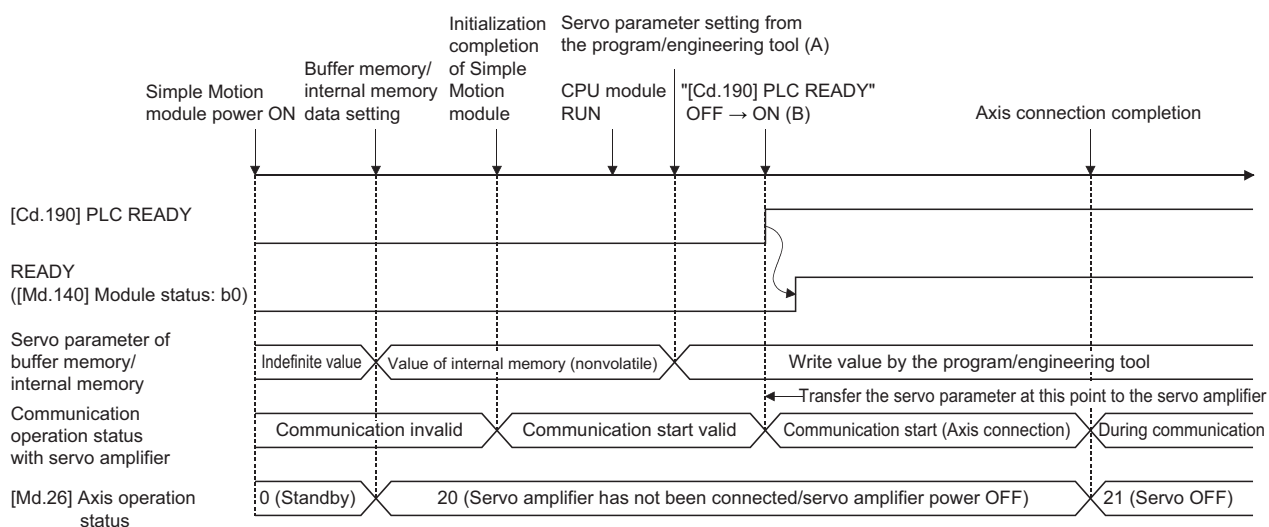 Simple Motion
module power ON
Buffer memory/
internal memory
data setting
Initialization
completion
of Simple
Motion
module
CPU module
RUN
Servo parameter setting from
the program/engineering tool (A)
"[Cd.190] PLC READY"
OFF → ON (B)
Axis connection completion
[Cd.190] PLC READY
READY
([Md.140] Module status: b0)
Servo parameter of
buffer memory/
internal memory
Indefinite value
Value of internal memory (nonvolatile)
Write value by the program/engineering tool
Transfer the servo parameter at this point to the servo amplifier
Communication
operation status
with servo amplifier
Communication invalid
Communication start valid
Communication start (Axis connection)
During communication
[Md.26] Axis operation
status
0 (Standby)
20 (Servo amplifier has not been connected/servo amplifier power OFF)
21 (Servo OFF)